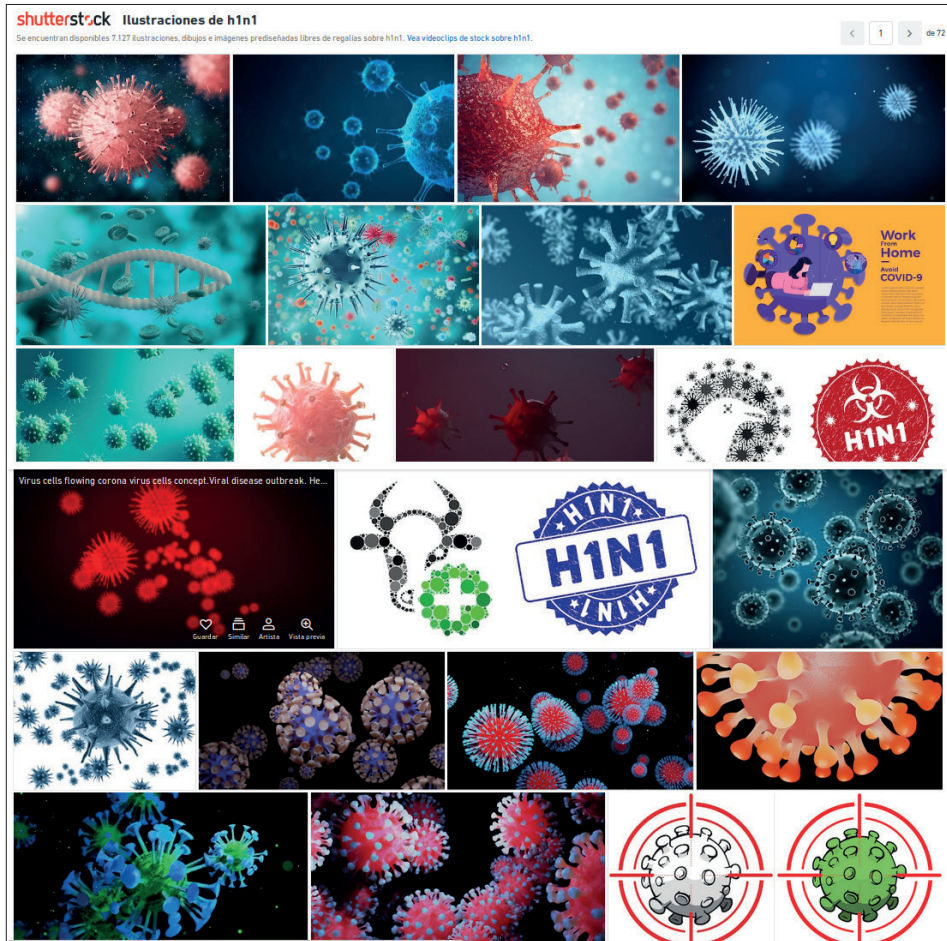 shutterstock Ilustraciones de h1n1
Se encuentran disponibles 7.127 ilustraciones, dibujos e imágenes prediseñadas libres de regalías sobre h1n1. Vea videoclips de stock sobre h1n1.
< 1 > de 72
Work
From
Home
Avoid
COVID-9
H1N1
Virus cells flowing corona virus cells concept.Viral disease outbreak. He...
Guardar Similar Artista Vista previa
H1N1
H1N1
H1N1